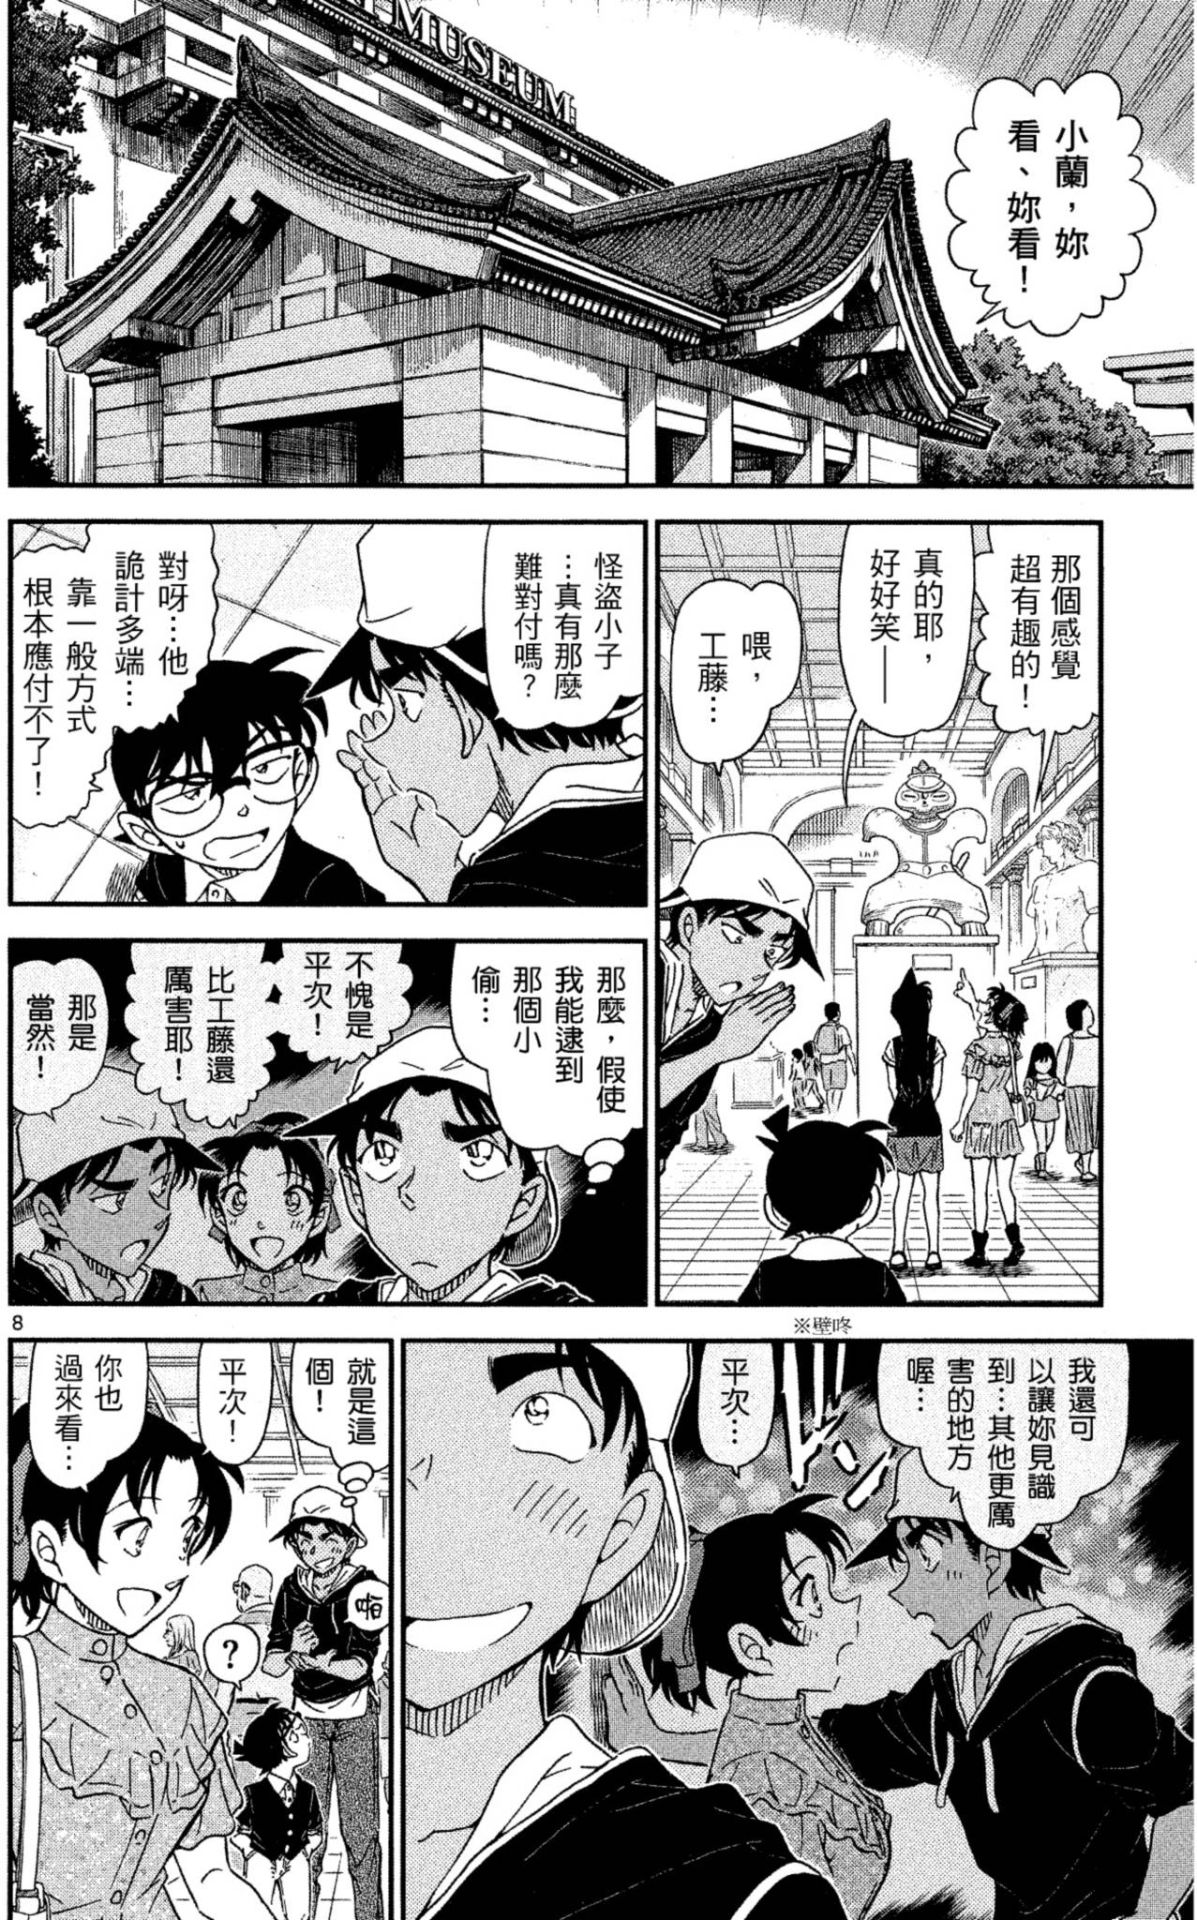 MUSEUM
小蘭，妳
看、妳看！
那個感覺
超有趣的！
真的耶，
好好笑——
喂，
工藤…
怪盜小子
…真有那麼
難對付嗎？
對呀…他
詭計多端…
靠一般方式
根本應付不了！
那麼，假使
我能逮到
那個小
偷…
不愧是
平次！
比工藤還
厲害耶！
那是
當然！
8
※壁咚
我還可
以讓妳見識
到…其他更厲
害的地方
喔…
平次…
就是這
個！
平次！
你也
過來看…
啪
？